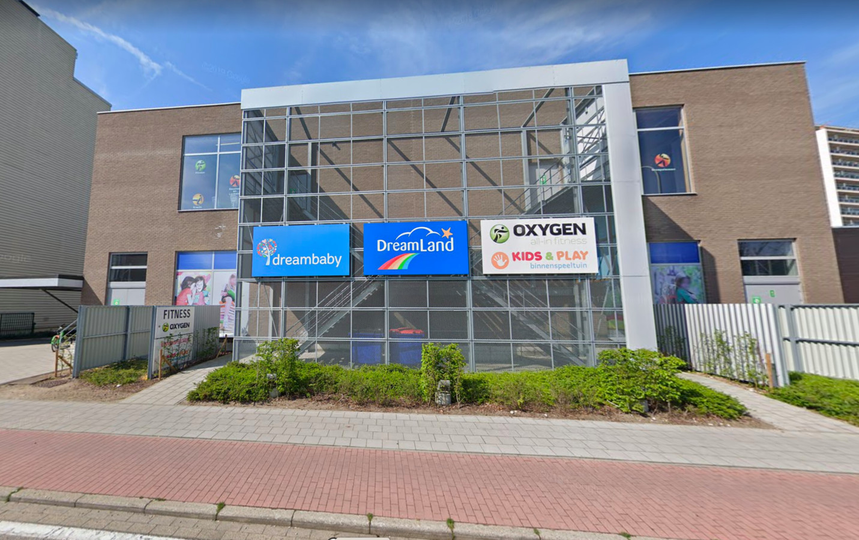 dreambaby
DreamLand
OXYGEN
all-in fitness
KIDS & PLAY
binnenspeeltuin
FITNESS
OXYGEN